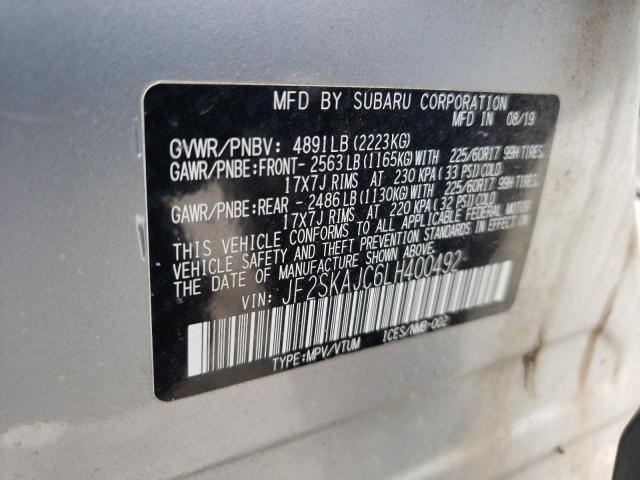 MFD BY SUBARU CORPORATION
MFD IN 08/19
GVWR/PNBV: 4891LB(2223KG)
GAWR/PNBE:FRONT- 2563LB(1165KG)WITH 225/60R17 99H TIRES.
17X7J RIMS AT 230 KPA(33 PSI)COLD
GAWR/PNBE:REAR - 2486LB(1130KG)WITH 225/60R17 99H TIRES.
17X7J RIMS AT 220 KPA(32 PSI)COLD
THIS VEHICLE CONFORMS TO ALL APPLICABLE FEDERAL MOTOR
VEHICLE SAFETY AND THEFT PREVENTION STANDARDS IN EFFECT
ON THE DATE OF MANUFACTURE SHOWN ABOVE.
VIN: JF2SKAJC6LH400492
TYPE:MPV/VTUM ICES/NMB-002